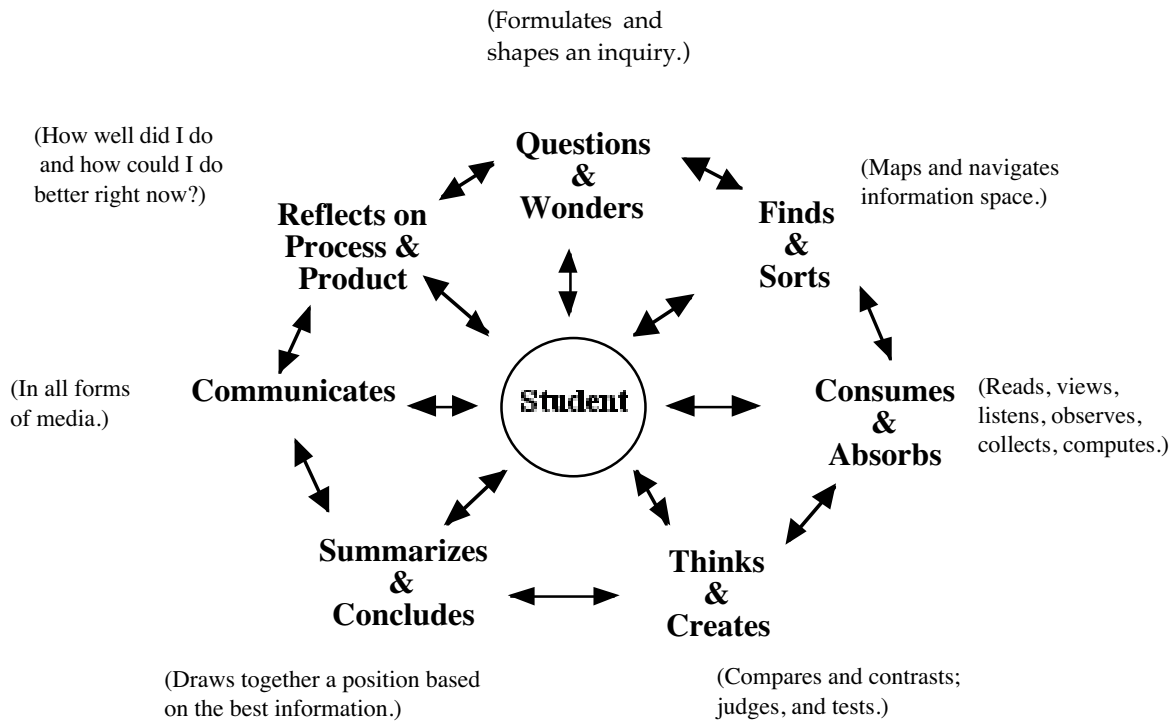 (Formulates and
shapes an inquiry.)
Questions
&
Wonders
(Maps and navigates
information space.)
Finds
&
Sorts
(Reads, views,
listens, observes,
collects, computes.)
Consumes
&
Absorbs
Thinks
&
Creates
(Compares and contrasts;
judges, and tests.)
Summarizes
&
Concludes
(Draws together a position based
on the best information.)
Communicates
(In all forms
of media.)
Reflects on
Process &
Product
(How well did I do
and how could I do
better right now?)
Student